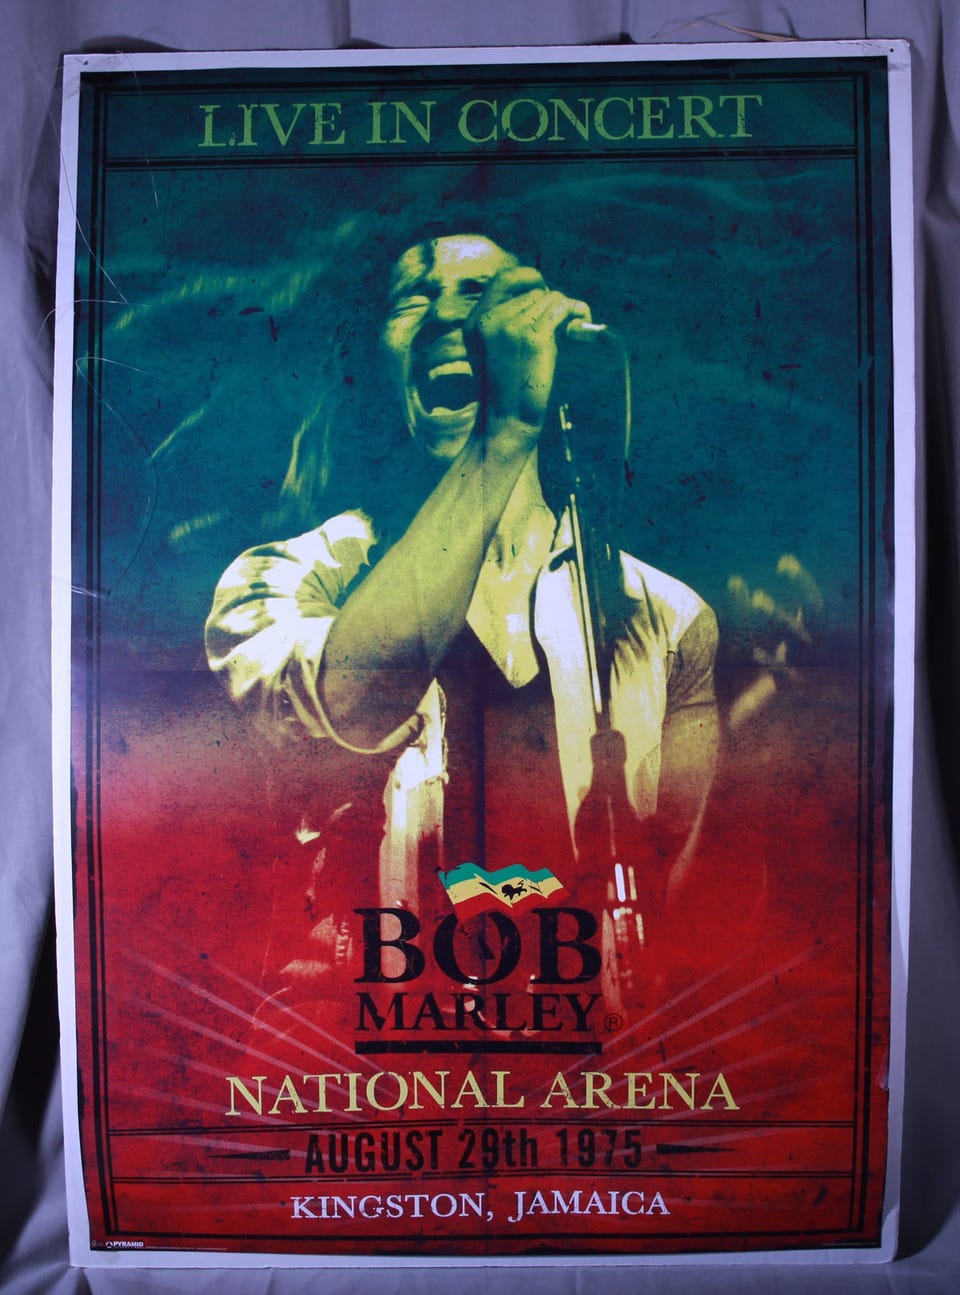 LIVE IN CONCERT
BOB
MARLEY®
NATIONAL ARENA
AUGUST 29th 1975
KINGSTON, JAMAICA
PYRAMID